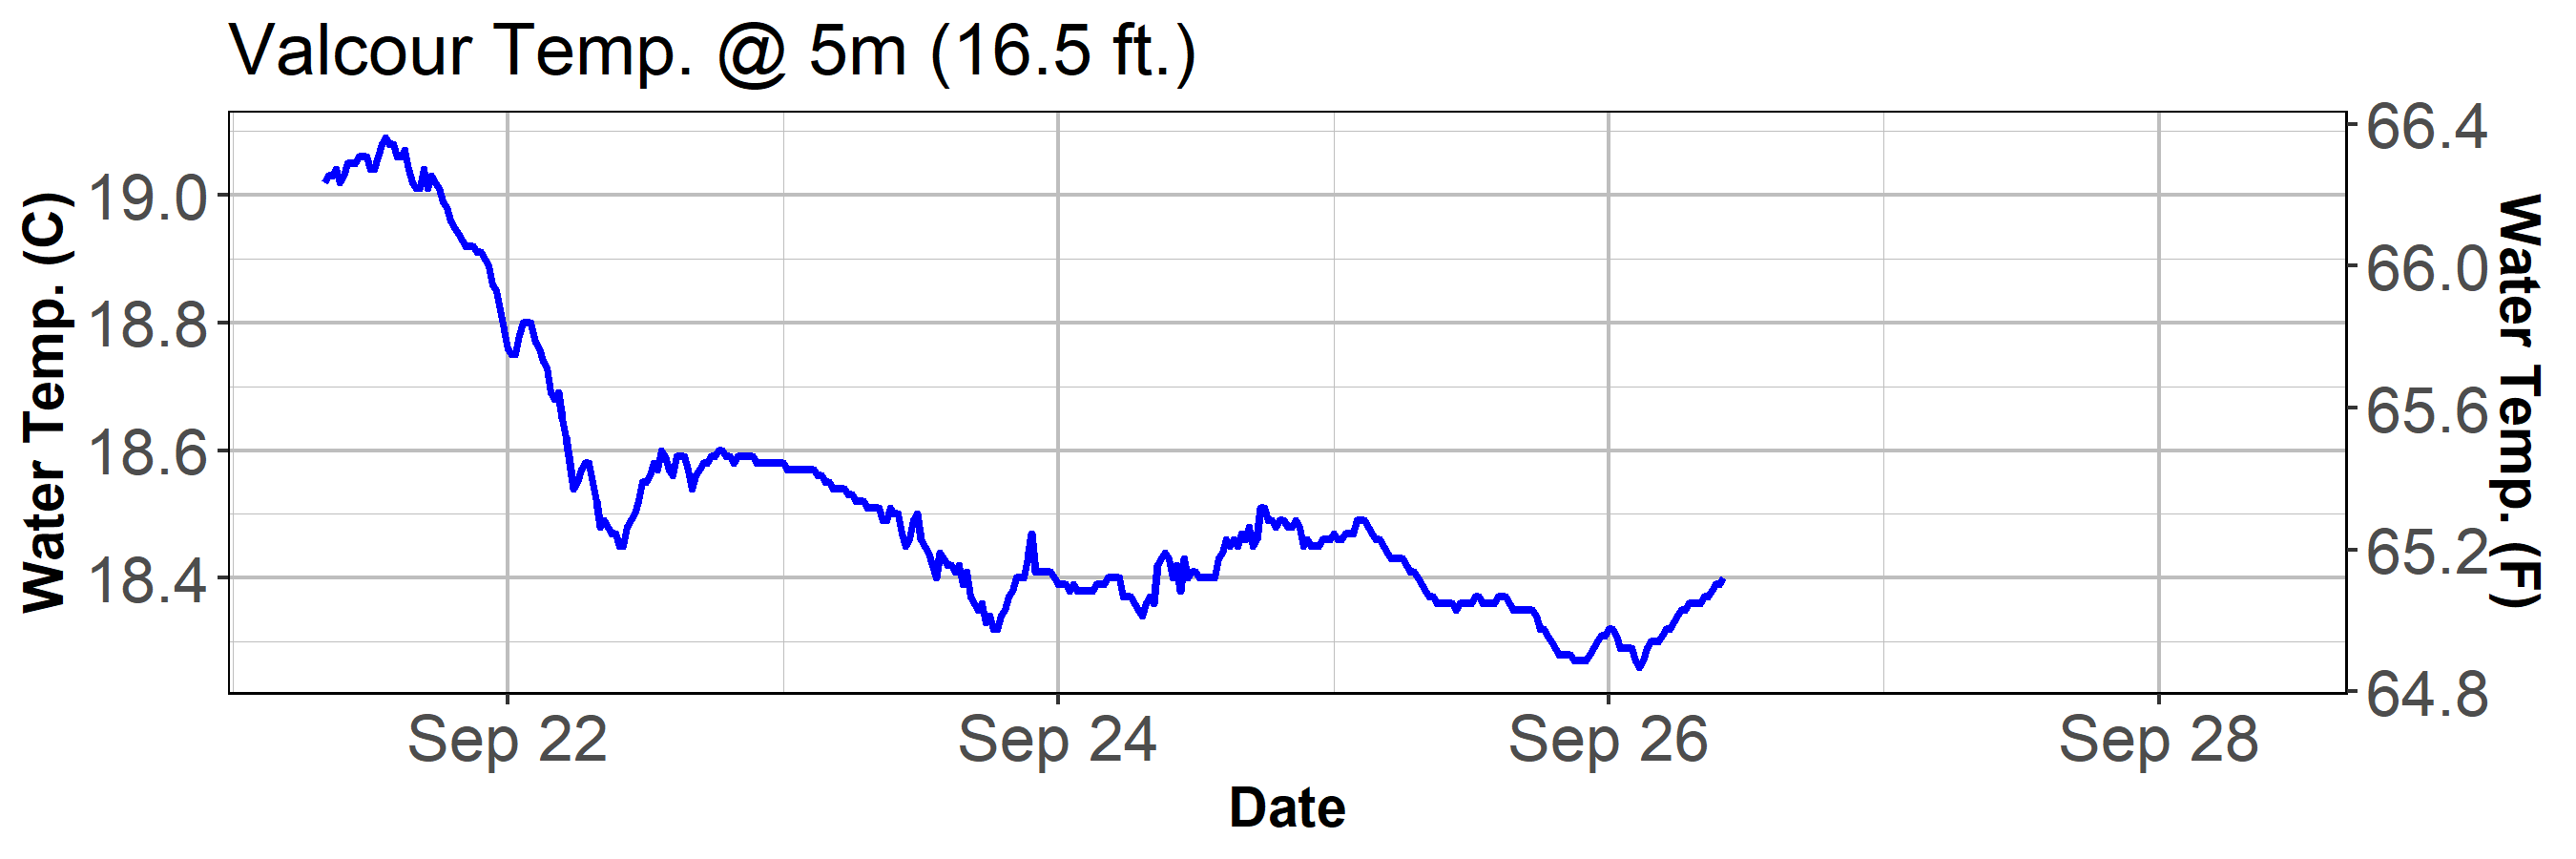 Valcour Temp. @ 5m (16.5 ft.)
Water Temp. (C)
19.0
18.8
18.6
18.4
66.4
66.0
65.6
65.2
64.8
Water Temp. (F)
Sep 22
Sep 24
Sep 26
Sep 28
Date